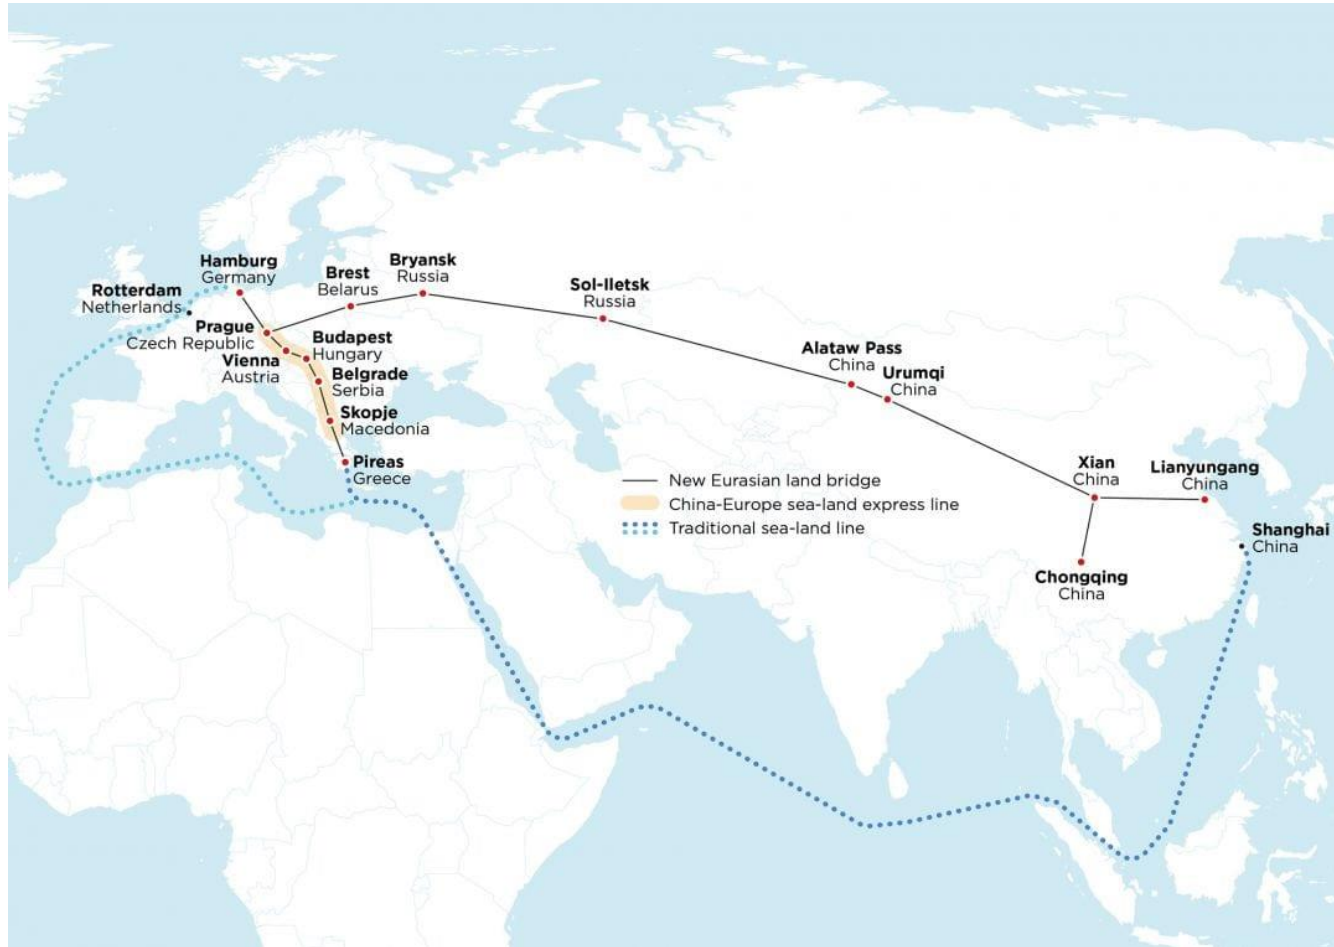 Hamburg
Germany
Rotterdam
Netherlands
Brest
Belarus
Bryansk
Russia
Sol-Iletsk
Russia
Prague
Czech Republic
Vienna
Austria
Budapest
Hungary
Belgrade
Serbia
Skopje
Macedonia
Pireas
Greece
Alataw Pass
China
Urumqi
China
Xian
China
Lianyungang
China
Shanghai
China
Chongqing
China
New Eurasian land bridge
China-Europe sea-land express line
Traditional sea-land line